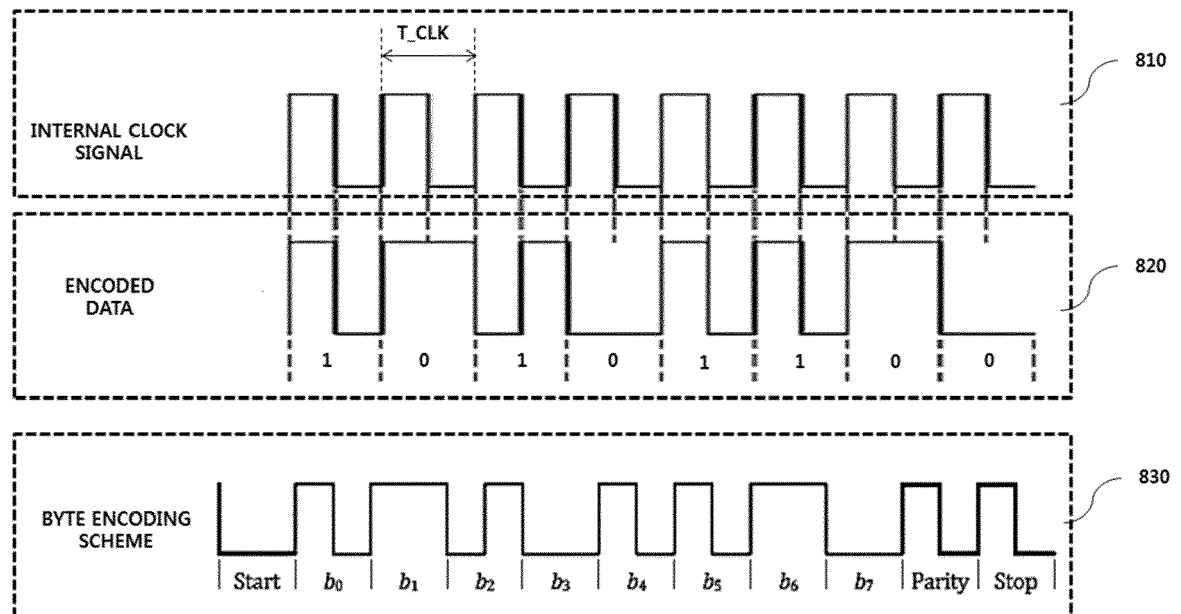 T_CLK
810
INTERNAL CLOCK
SIGNAL
820
ENCODED
DATA
1 0 1 0 1 1 0 0
830
BYTE ENCODING
SCHEME
Start b₀ b₁ b₂ b₃ b₄ b₅ b₆ b₇ Parity Stop